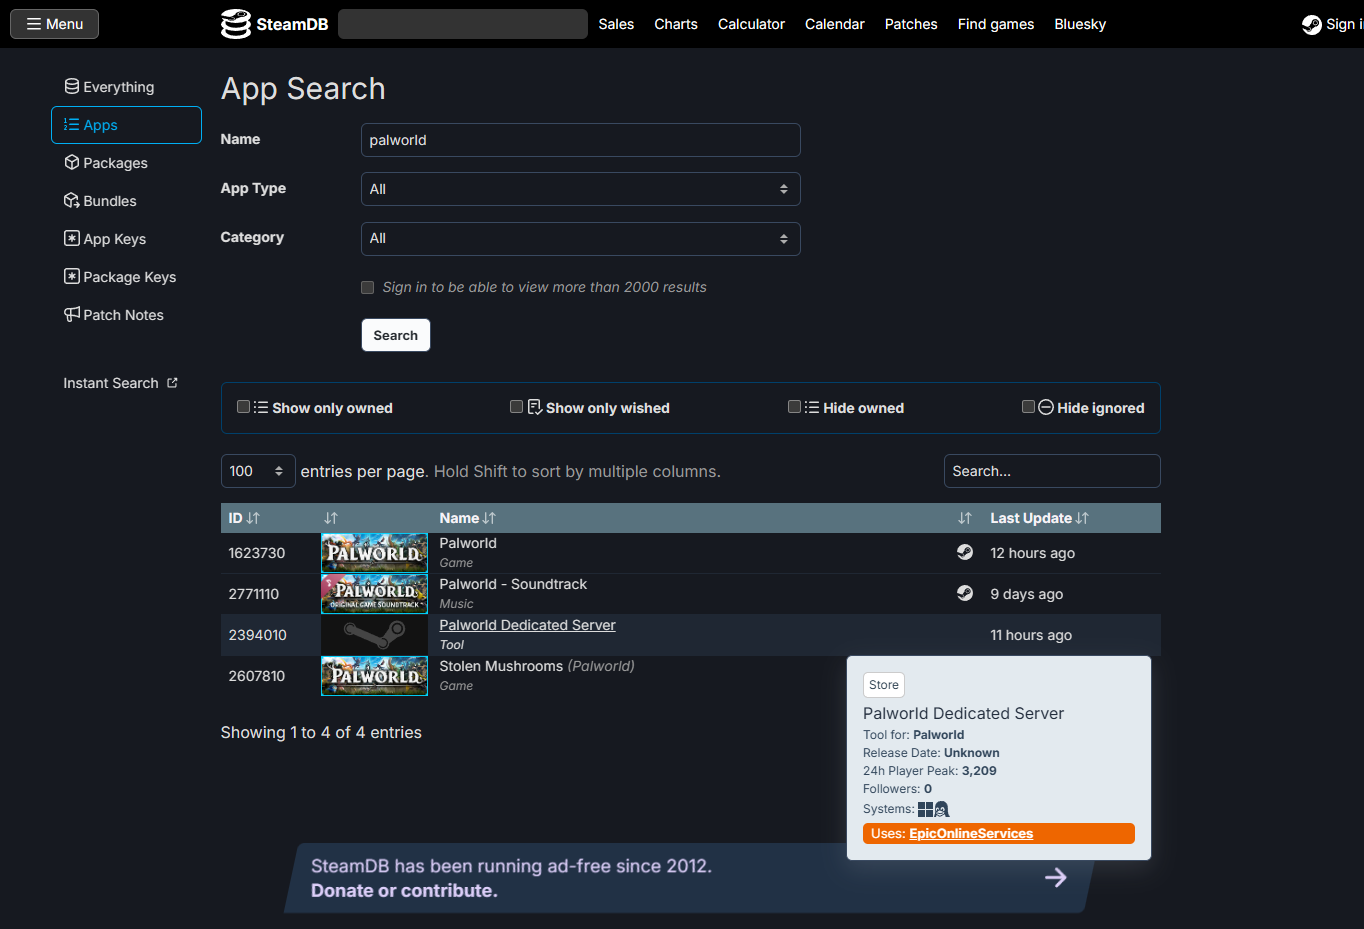 Menu
SteamDB
Sales
Charts
Calculator
Calendar
Patches
Find games
Bluesky
Sign i
Everything
Apps
Packages
Bundles
App Keys
Package Keys
Patch Notes
Instant Search
App Search
Name
palworld
App Type
All
Category
All
Sign in to be able to view more than 2000 results
Search
Show only owned
Show only wished
Hide owned
Hide ignored
100 entries per page. Hold Shift to sort by multiple columns.
Search...
ID
Name
Last Update
1623730
PALWORLD
Palworld
Game
12 hours ago
2771110
PALWORLD
ORIGINAL GAME SOUNDTRACK
Palworld - Soundtrack
Music
9 days ago
2394010
Palworld Dedicated Server
Tool
11 hours ago
2607810
PALWORLD
Stolen Mushrooms (Palworld)
Game
Showing 1 to 4 of 4 entries
Store
Palworld Dedicated Server
Tool for: Palworld
Release Date: Unknown
24h Player Peak: 3,209
Followers: 0
Systems:
Uses: EpicOnlineServices
SteamDB has been running ad-free since 2012.
Donate or contribute.